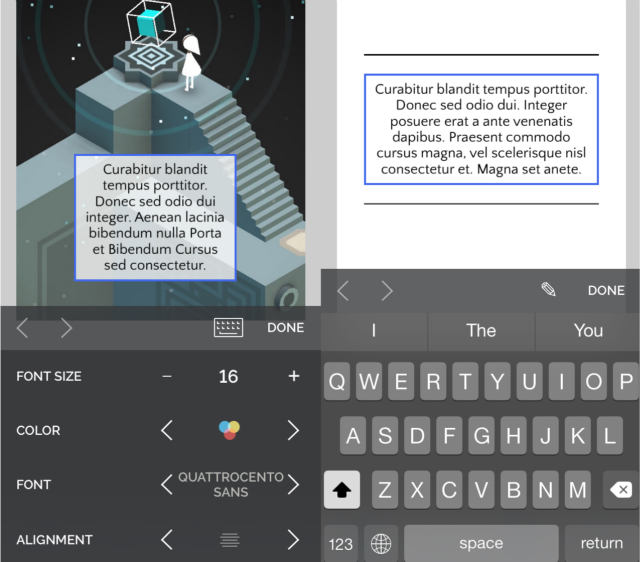 Curabitur blandit
tempus porttitor.
Donec sed odio dui
integer. Aenean lacinia
bibendum nulla Porta
et Bibendum Cursus
sed consectetur.
DONE
FONT SIZE
– 16 +
COLOR
FONT
QUATTROCENTO
SANS
ALIGNMENT
Curabitur blandit tempus porttitor.
Donec sed odio dui. Integer
posuere erat a ante venenatis
dapibus. Praesent commodo
cursus magna, vel scelerisque nisl
consectetur et. Magna set anete.
DONE
I The You
Q W E R T Y U I O P
A S D F G H J K L
Z X C V B N M
123 space return